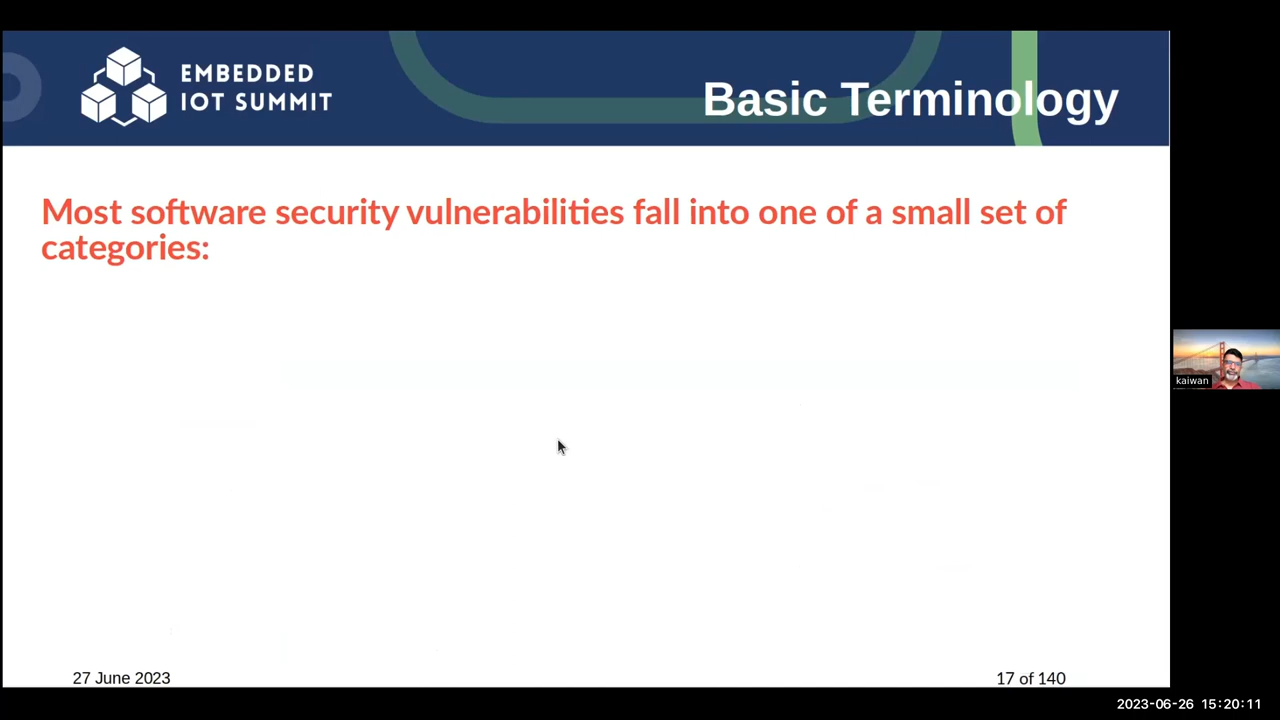 EMBEDDED
IOT SUMMIT
Basic Terminology
Most software security vulnerabilities fall into one of a small set of
categories:
kaiwan
27 June 2023
17 of 140
2023-06-26 15:20:11